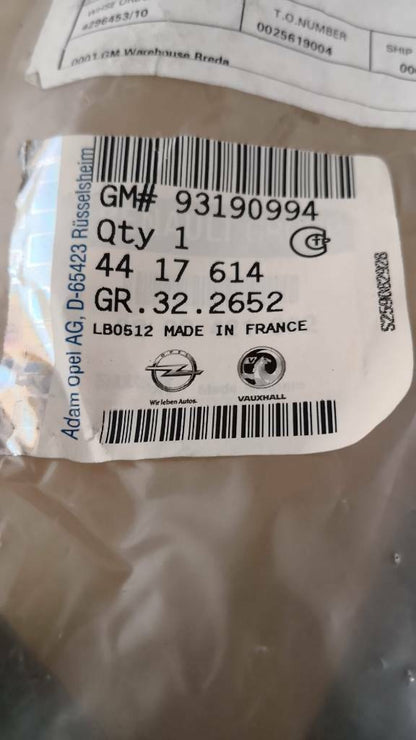 4296453/10
T.O.NUMBER
0025619004
SHIP
0001 GM Warehouse Breda
Adam Opel AG, D-65423 Rüsselsheim
GM# 93190994
Qty 1
44 17 614
GR.32.2652
LB0512 MADE IN FRANCE
OPEL
Wir leben Autos.
VAUXHALL